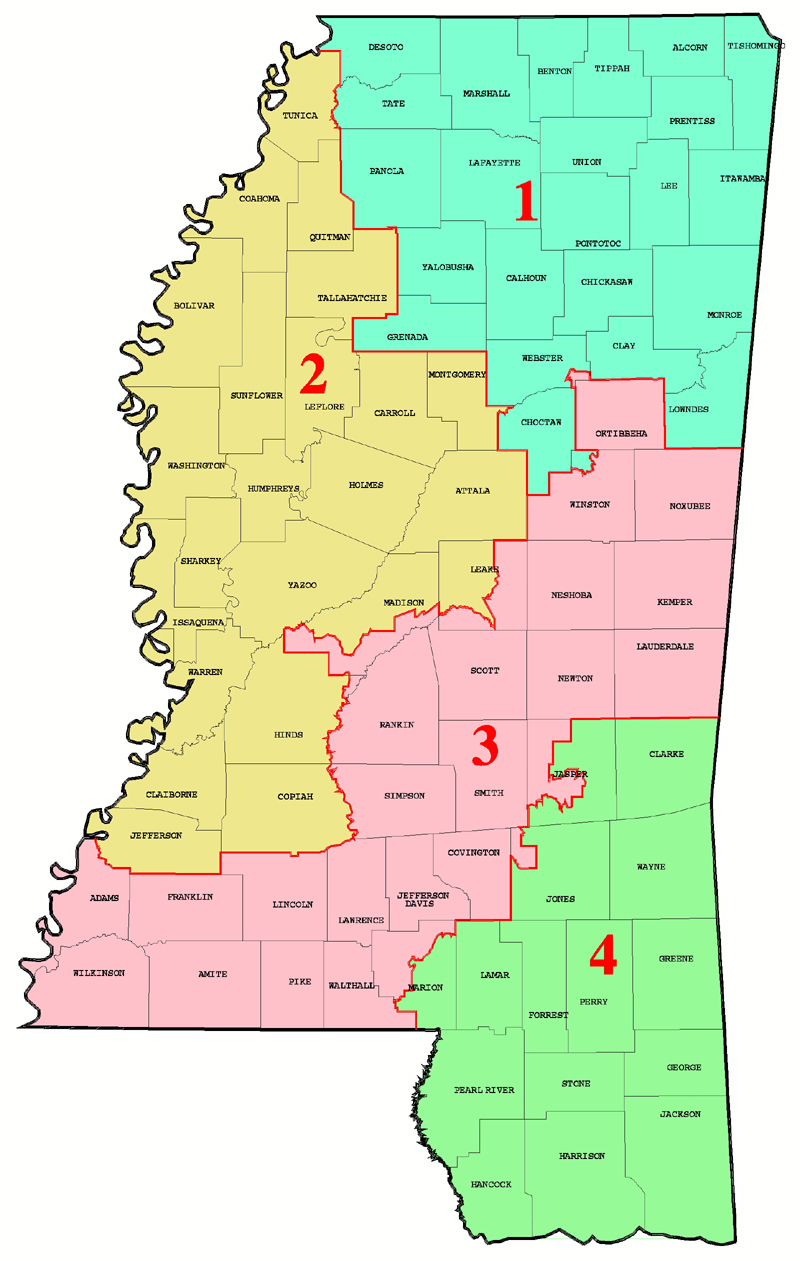 DESOTO
ALCORN
TISHOMINGO
BENTON
TIPPAH
MARSHALL
TATE
TUNICA
PRENTISS
LAFAYETTE
UNION
PANOLA
LEE
ITAWAMBA
1
COAHOMA
QUITMAN
PONTOTOC
YALOBUSHA
CALHOUN
CHICKASAW
TALLAHATCHIE
BOLIVAR
MONROE
GRENADA
CLAY
WEBSTER
2
MONTGOMERY
SUNFLOWER
LEFLORE
CARROLL
LOWNDES
CHOCTAW
OKTIBBEHA
WASHINGTON
HUMPHREYS
HOLMES
ATTALA
WINSTON
NOXUBEE
SHARKEY
LEAKE
YAZOO
NESHOBA
MADISON
KEMPER
ISSAQUENA
LAUDERDALE
WARREN
SCOTT
NEWTON
RANKIN
HINDS
3
CLARKE
JASPER
CLAIBORNE
COPIAH
SIMPSON
SMITH
JEFFERSON
COVINGTON
WAYNE
ADAMS
FRANKLIN
LINCOLN
JEFFERSON
DAVIS
JONES
LAWRENCE
4
GREENE
WILKINSON
AMITE
PIKE
WALTHALL
MARION
LAMAR
PERRY
FORREST
GEORGE
STONE
PEARL RIVER
JACKSON
HARRISON
HANCOCK